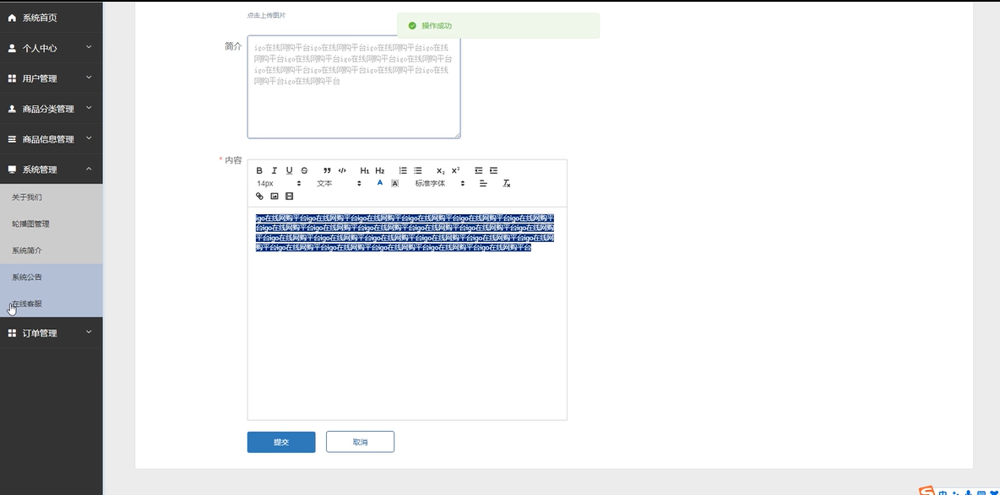 系统首页
个人中心
用户管理
商品分类管理
商品信息管理
系统管理
关于我们
轮播图管理
系统简介
系统公告
在线客服
订单管理
点击上传图片
操作成功
简介
igo在线网购平台igo在线网购平台igo在线网购平台igo在线
网购平台igo在线网购平台igo在线网购平台igo在线网购平台
igo在线网购平台igo在线网购平台igo在线网购平台igo在线
网购平台igo在线网购平台
* 内容
B I U S H1 H2 X2 X2
14px 文本 A A 标准字体
igo在线网购平台igo在线网购平台igo在线网购平台igo在线网购平台igo在线网购平台igo在线网购平
台igo在线网购平台igo在线网购平台igo在线网购平台igo在线网购平台igo在线网购平台igo在线网购
平台igo在线网购平台igo在线网购平台igo在线网购平台igo在线网购平台igo在线网购平台igo在线网
购平台igo在线网购平台igo在线网购平台igo在线网购平台igo在线网购平台igo在线网购平台
提交
取消
中